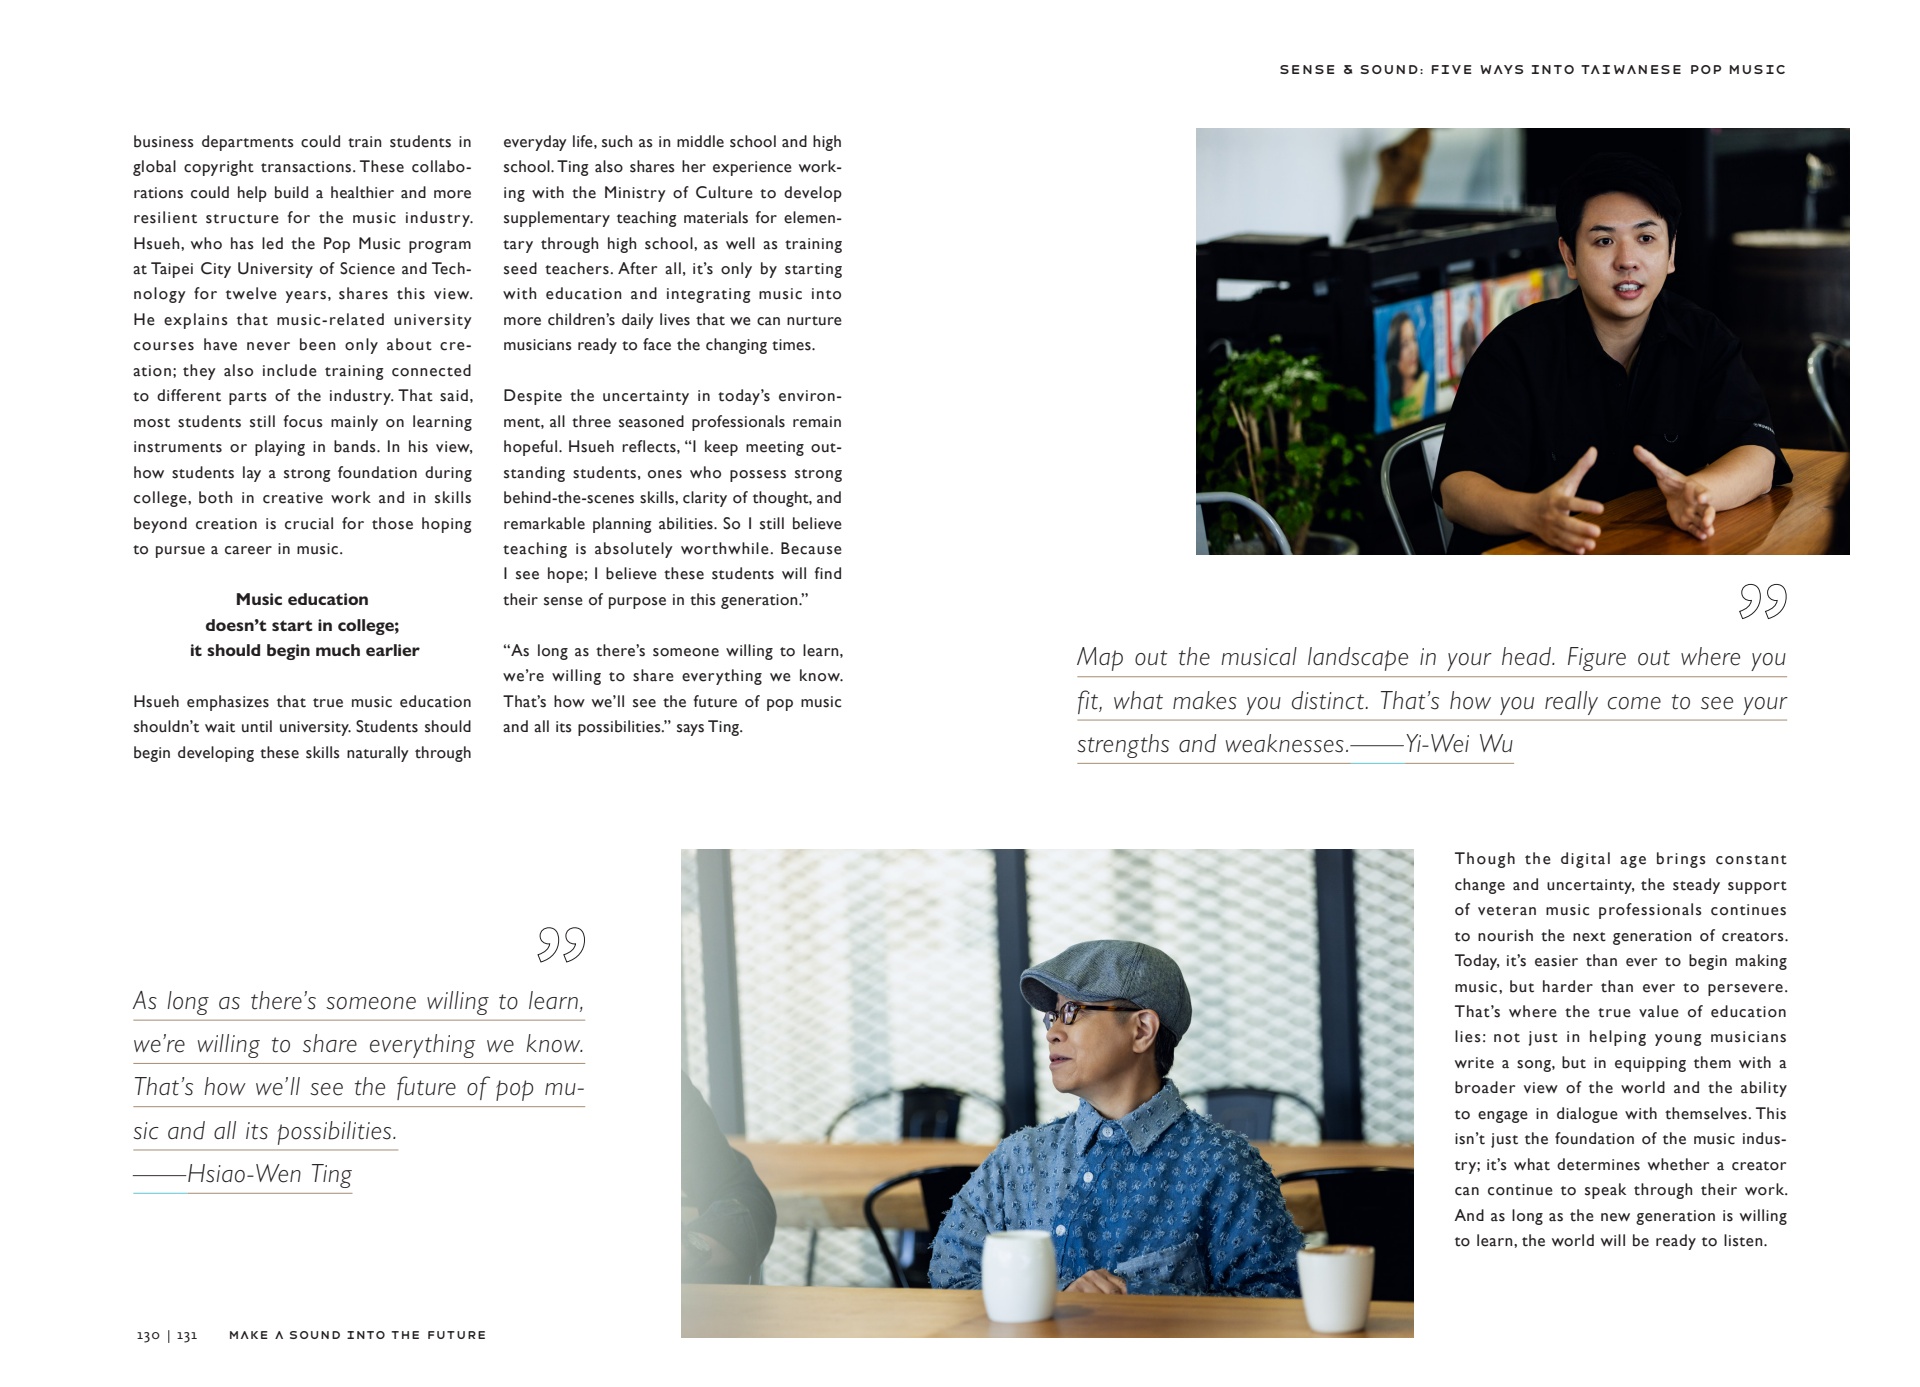 SENSE & SOUND: FIVE WAYS INTO TAIWANESE POP MUSIC
business departments could train students in
global copyright transactions. These collabo-
rations could help build a healthier and more
resilient structure for the music industry.
Hsueh, who has led the Pop Music program
at Taipei City University of Science and Tech-
nology for twelve years, shares this view.
He explains that music-related university
courses have never been only about cre-
ation; they also include training connected
to different parts of the industry. That said,
most students still focus mainly on learning
instruments or playing in bands. In his view,
how students lay a strong foundation during
college, both in creative work and in skills
beyond creation is crucial for those hoping
to pursue a career in music.
Music education
doesn’t start in college;
it should begin much earlier
Hsueh emphasizes that true music education
shouldn’t wait until university. Students should
begin developing these skills naturally through
everyday life, such as in middle school and high
school. Ting also shares her experience work-
ing with the Ministry of Culture to develop
supplementary teaching materials for elemen-
tary through high school, as well as training
seed teachers. After all, it’s only by starting
with education and integrating music into
more children’s daily lives that we can nurture
musicians ready to face the changing times.
Despite the uncertainty in today’s environ-
ment, all three seasoned professionals remain
hopeful. Hsueh reflects, “I keep meeting out-
standing students, ones who possess strong
behind-the-scenes skills, clarity of thought, and
remarkable planning abilities. So I still believe
teaching is absolutely worthwhile. Because
I see hope; I believe these students will find
their sense of purpose in this generation.”
“As long as there’s someone willing to learn,
we’re willing to share everything we know.
That’s how we’ll see the future of pop music
and all its possibilities.” says Ting.
”
Map out the musical landscape in your head. Figure out where you
fit, what makes you distinct. That’s how you really come to see your
strengths and weaknesses.——Yi-Wei Wu
”
As long as there’s someone willing to learn,
we’re willing to share everything we know.
That’s how we’ll see the future of pop mu-
sic and all its possibilities.
——Hsiao-Wen Ting
Though the digital age brings constant
change and uncertainty, the steady support
of veteran music professionals continues
to nourish the next generation of creators.
Today, it’s easier than ever to begin making
music, but harder than ever to persevere.
That’s where the true value of education
lies: not just in helping young musicians
write a song, but in equipping them with a
broader view of the world and the ability
to engage in dialogue with themselves. This
isn’t just the foundation of the music indus-
try; it’s what determines whether a creator
can continue to speak through their work.
And as long as the new generation is willing
to learn, the world will be ready to listen.
130 | 131 MAKE A SOUND INTO THE FUTURE